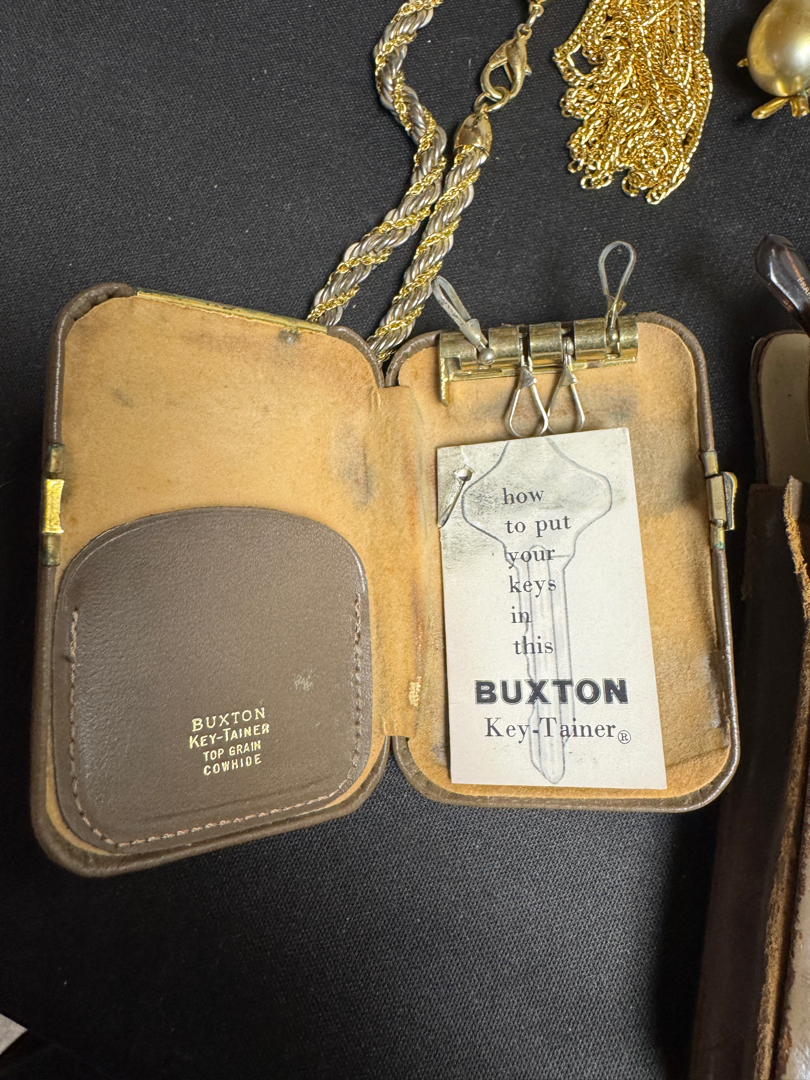 BUXTON
KEY-TAINER
TOP GRAIN
COWHIDE
how
to put
your
keys
in
this
BUXTON
Key-Tainer®